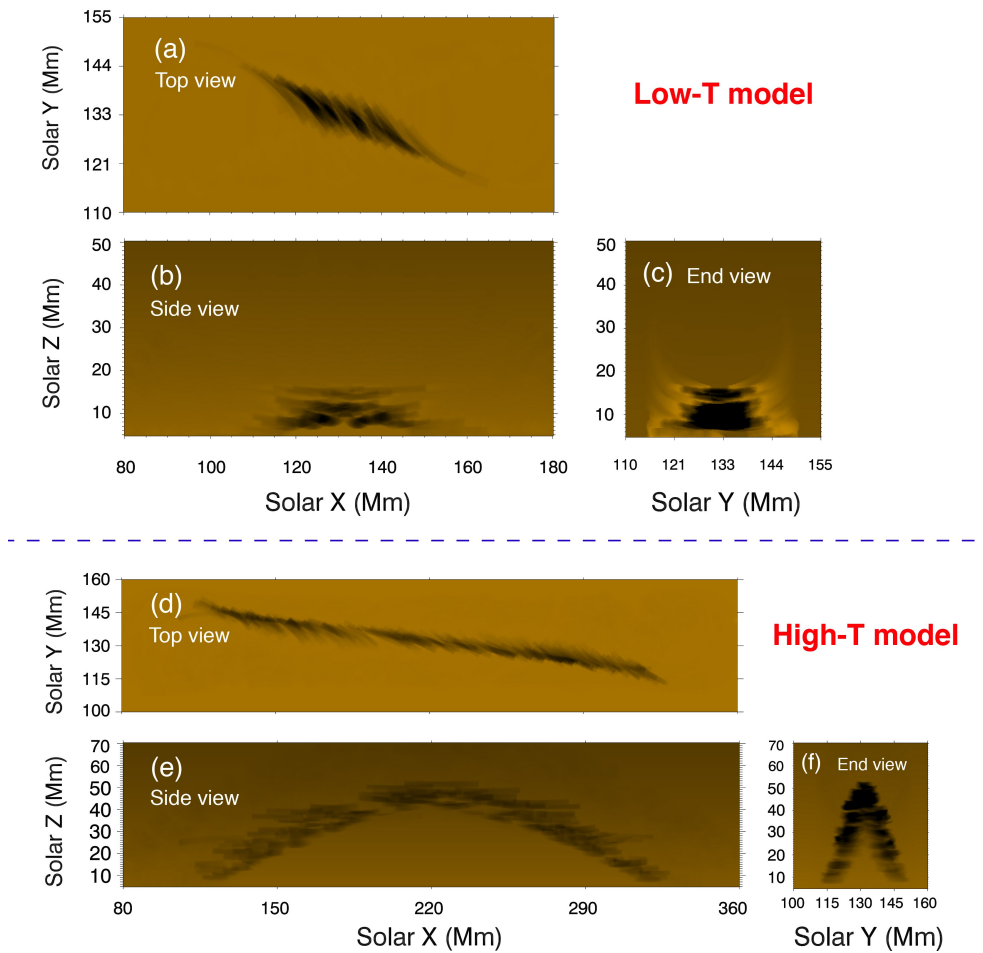 155
144
133
121
110
Solar Y (Mm)
(a)
Top view
Low-T model
50
40
30
20
10
Solar Z (Mm)
(b)
Side view
80 100 120 140 160 180
Solar X (Mm)
50
40
30
20
10
(c) End view
110 121 133 144 155
Solar Y (Mm)
160
145
130
115
100
Solar Y (Mm)
(d)
Top view
High-T model
70
60
50
40
30
20
10
Solar Z (Mm)
(e)
Side view
80 150 220 290 360
Solar X (Mm)
70
60
50
40
30
20
10
(f) End view
100 115 130 145 160
Solar Y (Mm)